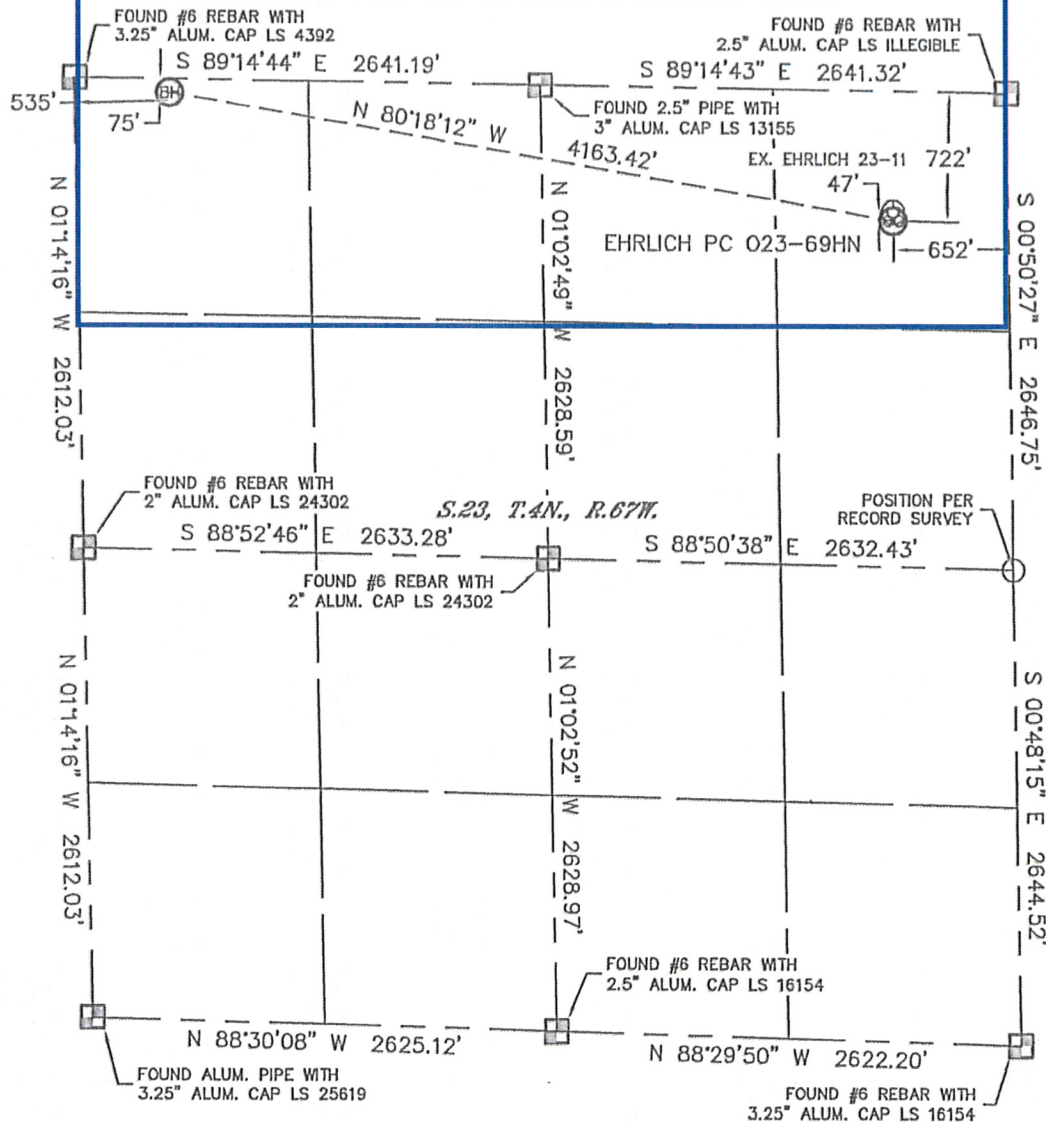 FOUND #6 REBAR WITH
3.25" ALUM. CAP LS 4392
FOUND #6 REBAR WITH
2.5" ALUM. CAP LS ILLEGIBLE
S 89°14'44" E 2641.19'
S 89°14'43" E 2641.32'
535'
BH
75'
N 80°18'12" W
4163.42'
FOUND 2.5" PIPE WITH
3" ALUM. CAP LS 13155
EX. EHRLICH 23-11
722'
47'
EHRLICH PC O23-69HN
652'
N 01°14'16" W 2612.03'
N 01°02'49" W 2628.59'
S 00°50'27" E 2646.75'
FOUND #6 REBAR WITH
2" ALUM. CAP LS 24302
S.23, T.4N., R.67W.
POSITION PER
RECORD SURVEY
S 88°52'46" E 2633.28'
S 88°50'38" E 2632.43'
FOUND #6 REBAR WITH
2" ALUM. CAP LS 24302
N 01°14'16" W 2612.03'
N 01°02'52" W 2628.97'
S 00°48'15" E 2644.52'
FOUND #6 REBAR WITH
2.5" ALUM. CAP LS 16154
N 88°30'08" W 2625.12'
N 88°29'50" W 2622.20'
FOUND ALUM. PIPE WITH
3.25" ALUM. CAP LS 25619
FOUND #6 REBAR WITH
3.25" ALUM. CAP LS 16154